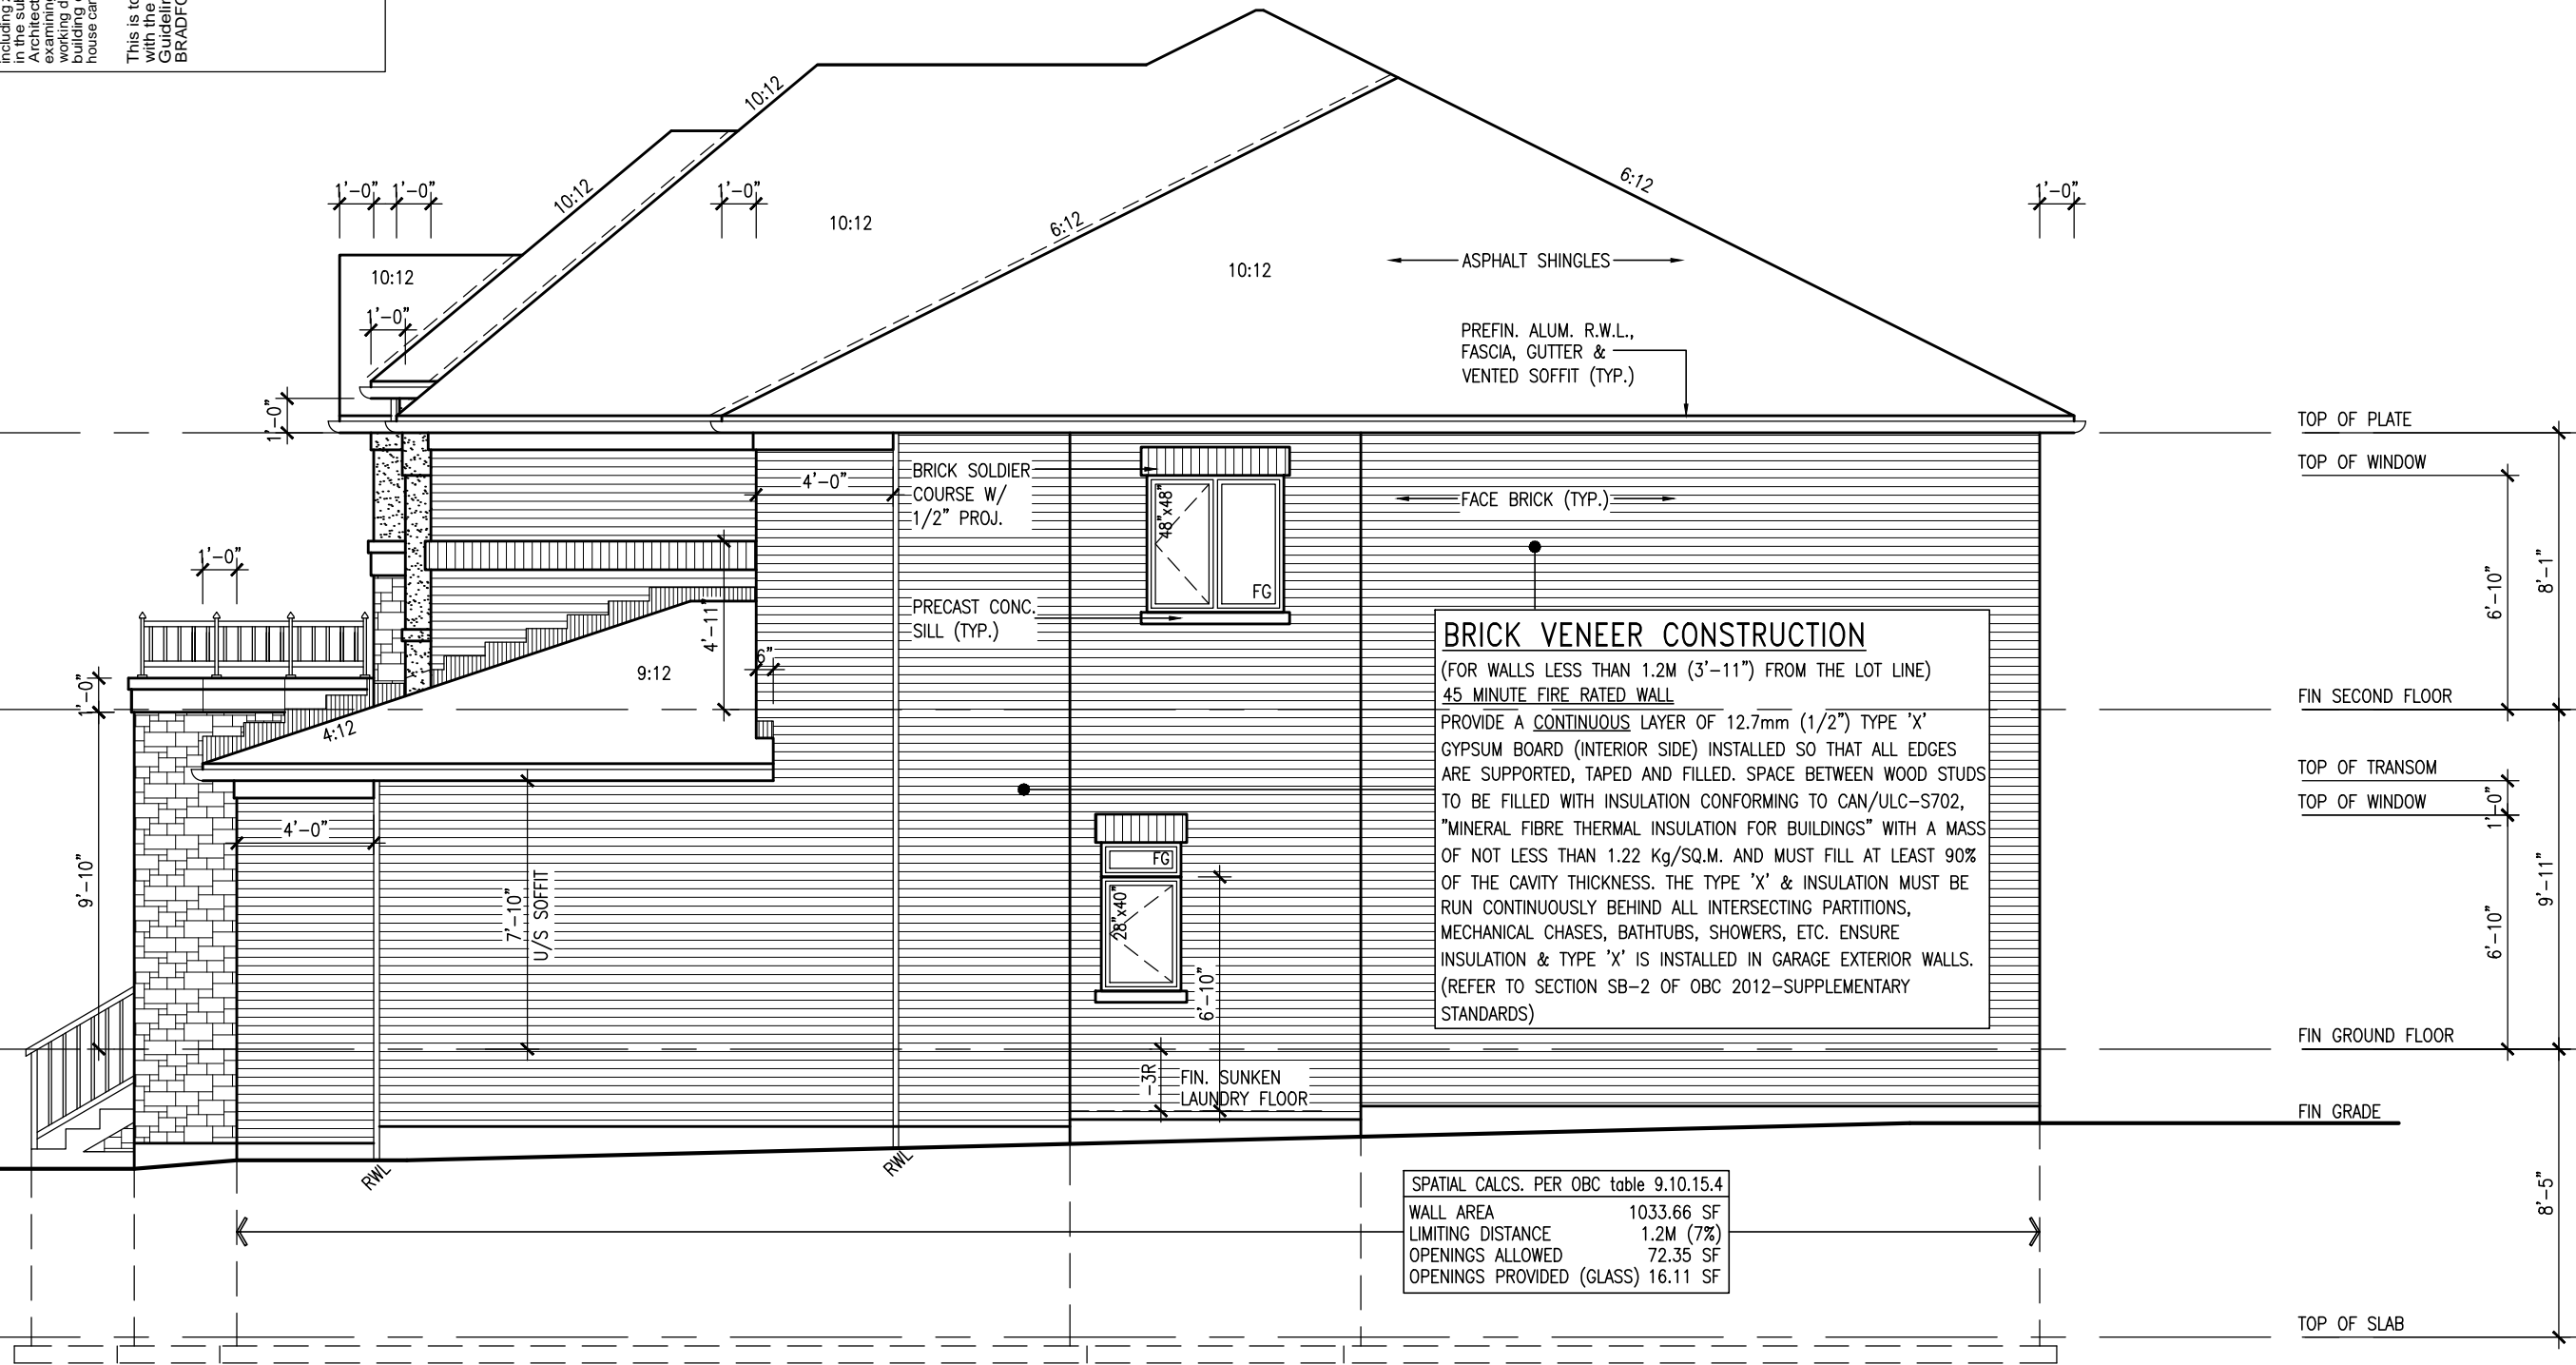 including
in the sub
Architect
examining
working d
building
house can
This is to
with the
Guidelin
BRADFO
10:12
10:12
10:12
10:12
10:12
6:12
6:12
1'-0"
1'-0"
1'-0"
1'-0"
1'-0"
1'-0"
ASPHALT SHINGLES
PREFIN. ALUM. R.W.L.,
FASCIA, GUTTER &
VENTED SOFFIT (TYP.)
TOP OF PLATE
TOP OF WINDOW
4'-0"
BRICK SOLDIER
COURSE W/
1/2" PROJ.
48"x48"
FG
FACE BRICK (TYP.)
1'-0"
PRECAST CONC.
SILL (TYP.)
4'-11"
6"
9:12
4:12
1'-0"
6'-10"
8'-1"
BRICK VENEER CONSTRUCTION
(FOR WALLS LESS THAN 1.2M (3'-11") FROM THE LOT LINE)
45 MINUTE FIRE RATED WALL
PROVIDE A CONTINUOUS LAYER OF 12.7mm (1/2") TYPE 'X'
GYPSUM BOARD (INTERIOR SIDE) INSTALLED SO THAT ALL EDGES
ARE SUPPORTED, TAPED AND FILLED. SPACE BETWEEN WOOD STUDS
TO BE FILLED WITH INSULATION CONFORMING TO CAN/ULC-S702,
"MINERAL FIBRE THERMAL INSULATION FOR BUILDINGS" WITH A MASS
OF NOT LESS THAN 1.22 Kg/SQ.M. AND MUST FILL AT LEAST 90%
OF THE CAVITY THICKNESS. THE TYPE 'X' & INSULATION MUST BE
RUN CONTINUOUSLY BEHIND ALL INTERSECTING PARTITIONS,
MECHANICAL CHASES, BATHTUBS, SHOWERS, ETC. ENSURE
INSULATION & TYPE 'X' IS INSTALLED IN GARAGE EXTERIOR WALLS.
(REFER TO SECTION SB-2 OF OBC 2012-SUPPLEMENTARY
STANDARDS)
FIN SECOND FLOOR
TOP OF TRANSOM
TOP OF WINDOW
1'-0"
6'-10"
9'-11"
4'-0"
9'-10"
7'-10"
U/S SOFFIT
FG
28"x40"
6'-10"
FIN GROUND FLOOR
-3R
FIN. SUNKEN
LAUNDRY FLOOR
FIN GRADE
RWL
RWL
SPATIAL CALCS. PER OBC table 9.10.15.4
WALL AREA 1033.66 SF
LIMITING DISTANCE 1.2M (7%)
OPENINGS ALLOWED 72.35 SF
OPENINGS PROVIDED (GLASS) 16.11 SF
8'-5"
TOP OF SLAB